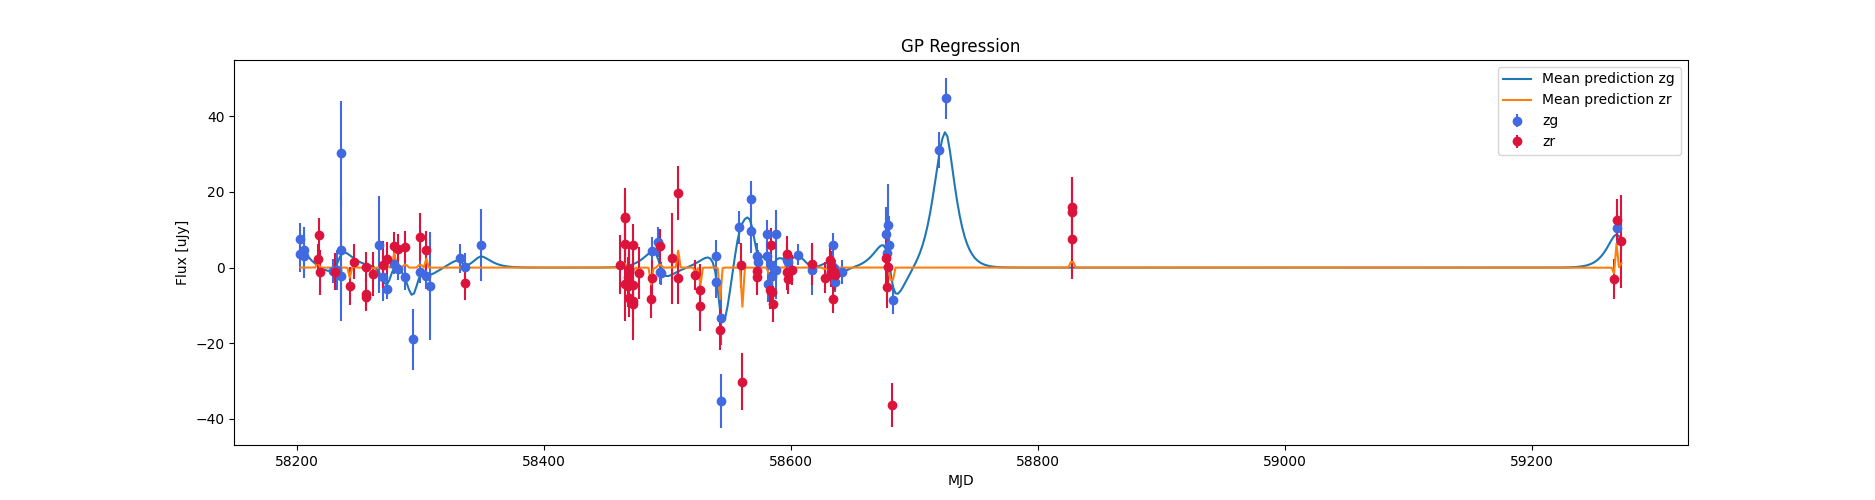 GP Regression
Mean prediction zg
Mean prediction zr
zg
zr
Flux [uJy]
40
20
0
−20
−40
58200 58400 58600 58800 59000 59200
MJD